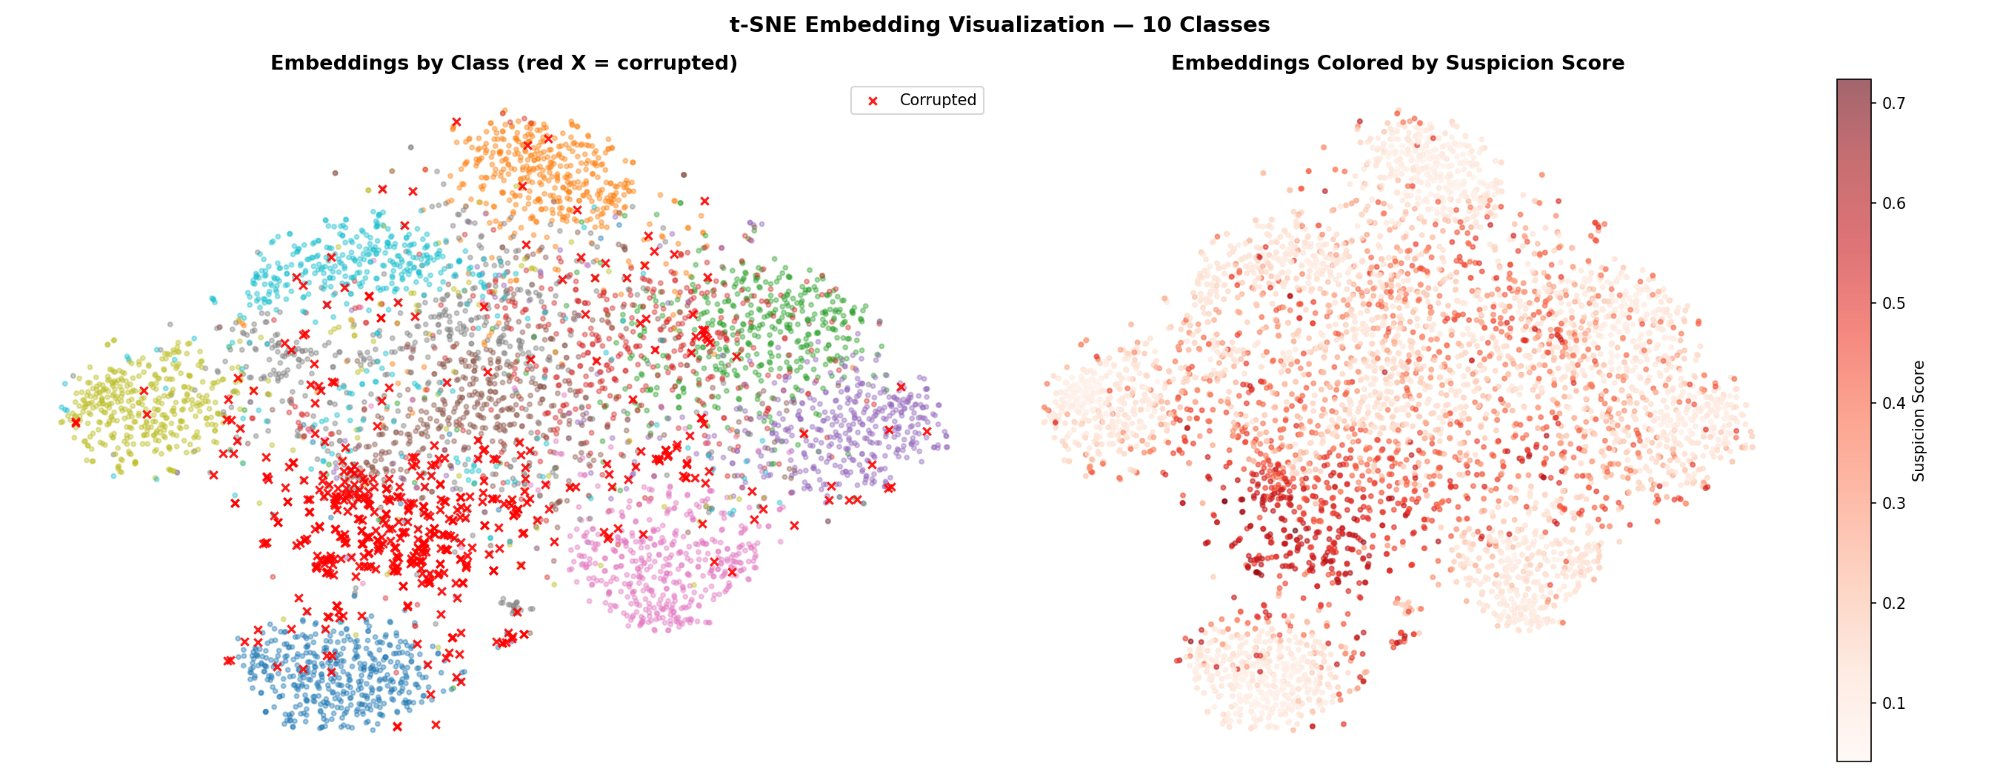 t-SNE Embedding Visualization — 10 Classes
Embeddings by Class (red X = corrupted)
Corrupted
Embeddings Colored by Suspicion Score
0.7
0.6
0.5
0.4
0.3
0.2
0.1
Suspicion Score